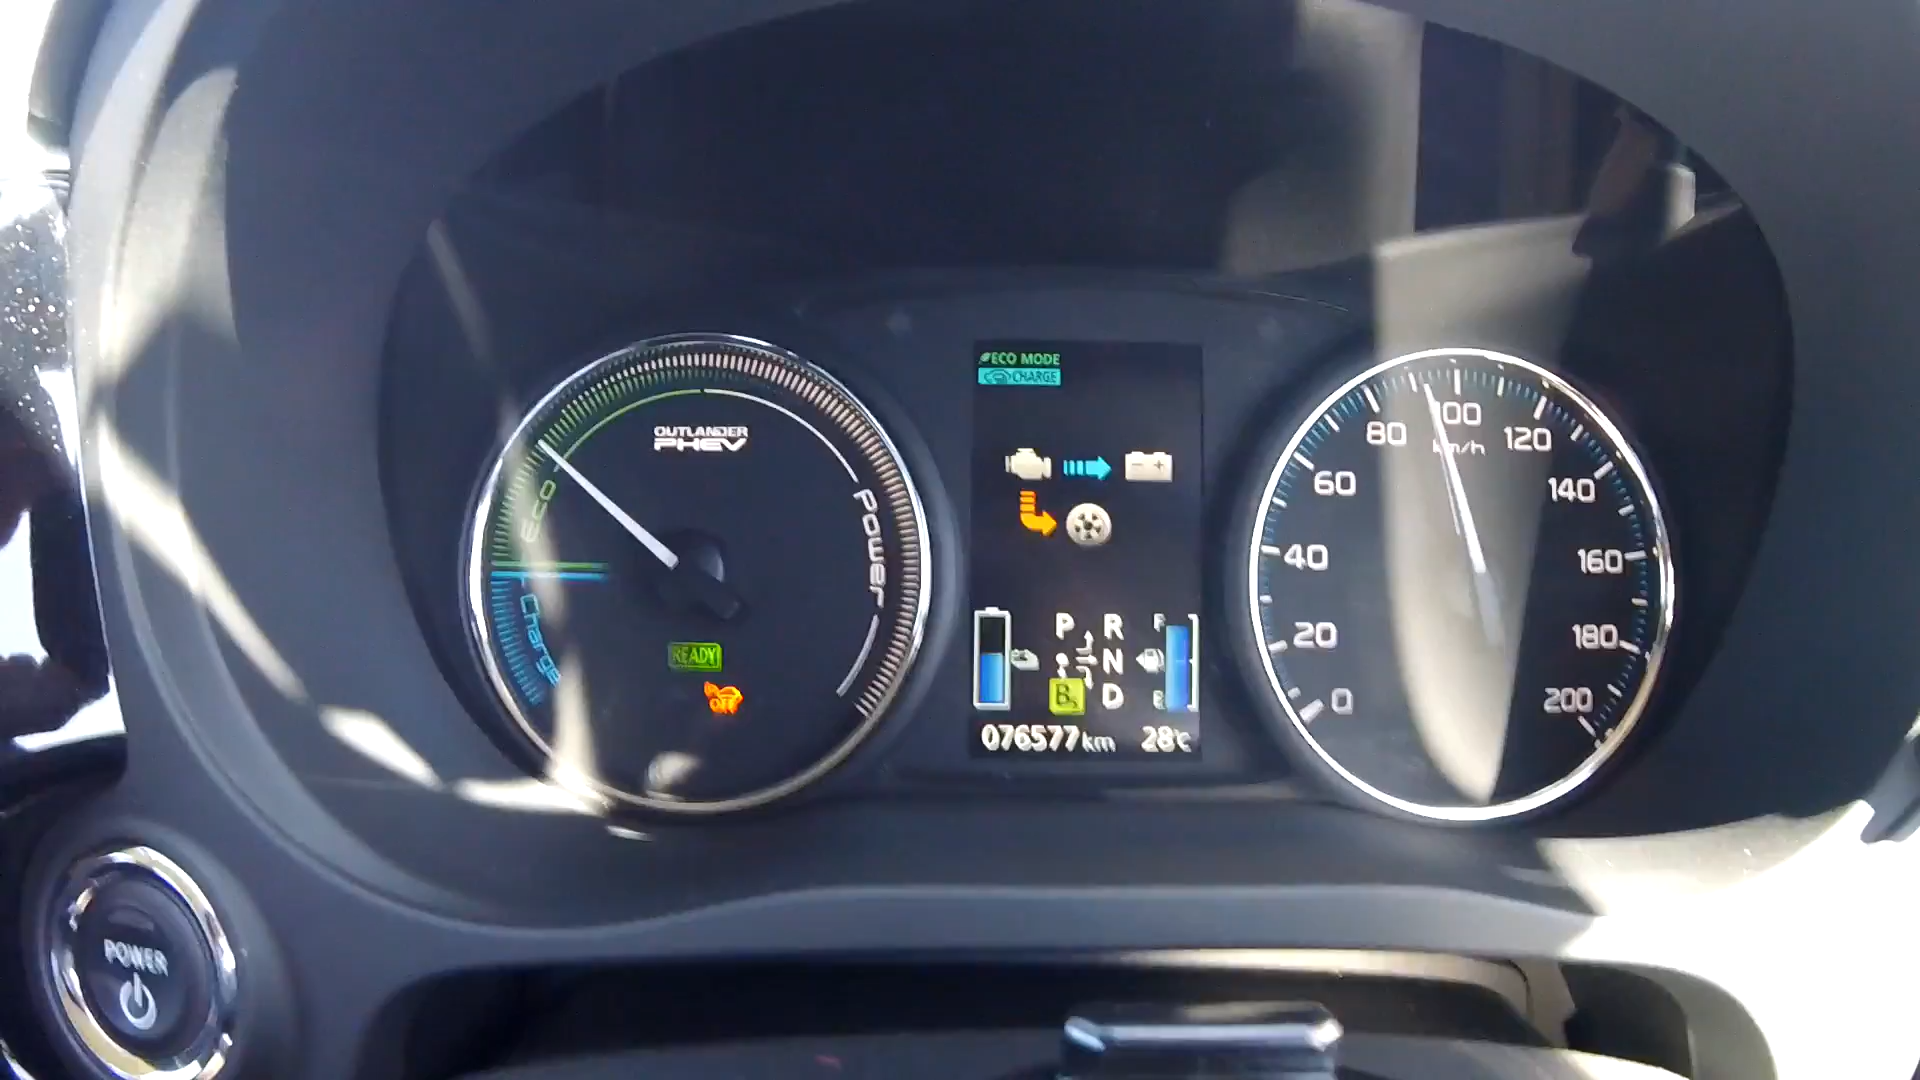 ECO MODE
CHARGE
OUTLANDER
PHEV
Eco
Charge
Power
READY
OFF
P R
N
B5 D
F
E
076577km 28°C
0
20
40
60
80
100
120
140
160
180
200
km/h
POWER